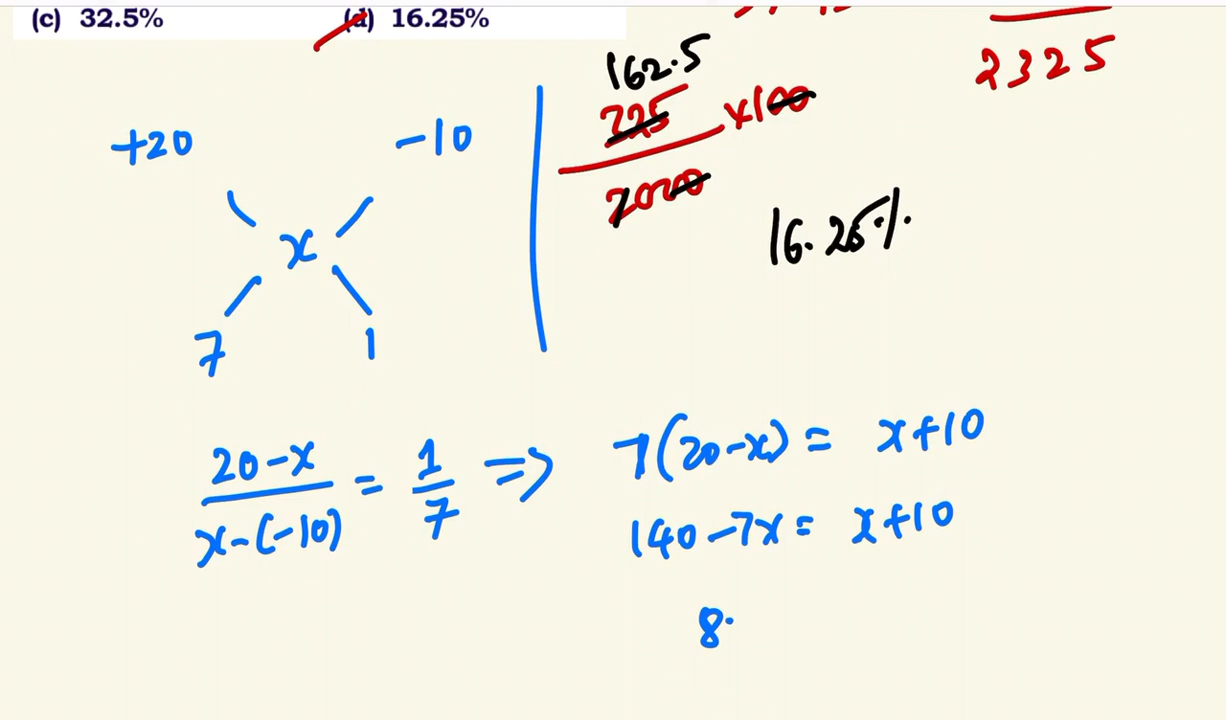 (c) 32.5% (d) 16.25%
2325
162.5
225
2000
×100
16.25%
+20 -10
x
7 1
20-x/x-(-10) = 1/7 => 7(20-x) = x+10
140-7x = x+10
8